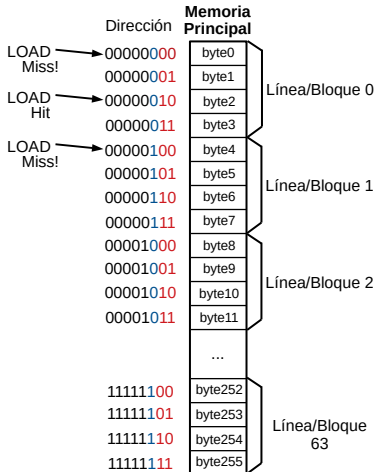 Dirección
Memoria
Principal
LOAD
Miss!
00000000
byte0
00000001
byte1
LOAD
Hit
00000010
byte2
00000011
byte3
Línea/Bloque 0
LOAD
Miss!
00000100
byte4
00000101
byte5
00000110
byte6
00000111
byte7
Línea/Bloque 1
00001000
byte8
00001001
byte9
00001010
byte10
00001011
byte11
Línea/Bloque 2
...
11111100
byte252
11111101
byte253
11111110
byte254
11111111
byte255
Línea/Bloque
63